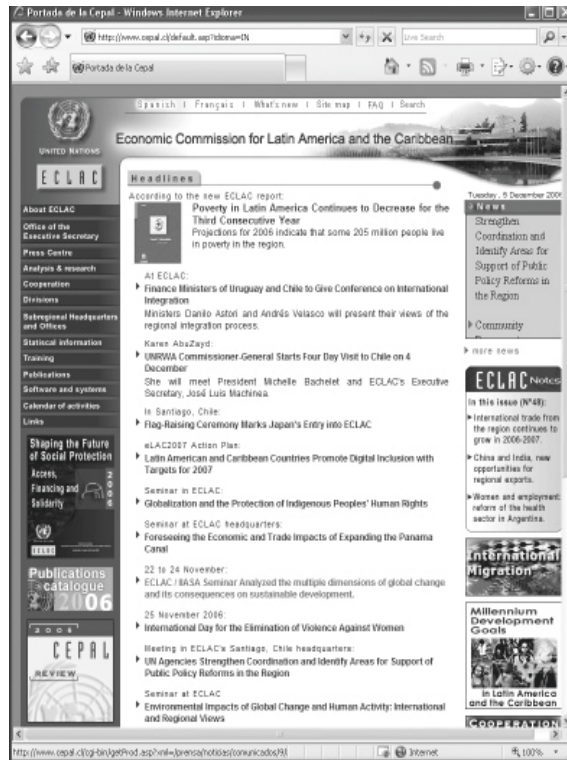 Portada de la Cepal - Windows Internet Explorer
http://www.cepal.cl/default.asp?idioma=IN
Live Search
Portada de la Cepal
Spanish | Français | What's new | Site map | FAQ | Search
UNITED NATIONS
Economic Commission for Latin America and the Caribbean
ECLAC
Headlines
According to the new ECLAC report:
Poverty in Latin America Continues to Decrease for the
Third Consecutive Year
Projections for 2006 indicate that some 205 million people live
in poverty in the region.
At ECLAC:
Finance Ministers of Uruguay and Chile to Give Conference on International
Integration
Ministers Danilo Astori and Andrés Velasco will present their views of the
regional integration process.
Karen AbuZayd:
UNRWA Commissioner-General Starts Four Day Visit to Chile on 4
December
She will meet President Michelle Bachelet and ECLAC's Executive
Secretary, José Luis Machinea.
In Santiago, Chile:
Flag-Raising Ceremony Marks Japan's Entry into ECLAC
eLAC2007 Action Plan:
Latin American and Caribbean Countries Promote Digital Inclusion with
Targets for 2007
Seminar in ECLAC:
Globalization and the Protection of Indigenous Peoples' Human Rights
Seminar at ECLAC headquarters:
Foreseeing the Economic and Trade Impacts of Expanding the Panama
Canal
22 to 24 November:
ECLAC / IIASA Seminar Analyzed the multiple dimensions of global change
and its consequences on sustainable development.
25 November 2006:
International Day for the Elimination of Violence Against Women
Meeting in ECLAC's Santiago, Chile headquarters:
UN Agencies Strengthen Coordination and Identify Areas for Support of
Public Policy Reforms in the Region
Seminar at ECLAC
Environmental Impacts of Global Change and Human Activity: International
and Regional Views
About ECLAC
Office of the
Executive Secretary
Press Centre
Analysis & research
Cooperation
Divisions
Subregional Headquarters
and Offices
Statiscal information
Training
Publications
Software and systems
Calendar of activities
Links
Shaping the Future
of Social Protection
Access,
Financing and
Solidarity
2006
ECLAC
Publications
catalogue
2006
2006
CEPAL
REVIEW
Tuesday, 5 December
News
Strengthen
Coordination and
Identify Areas for
Support of Public
Policy Reforms in
the Region
Community
more news
ECLAC Notes
In this issue (Nº48):
International trade from
the region continues to
grow in 2006-2007.
China and India, new
opportunities for
regional exports.
Women and employment
reform of the health
sector in Argentina.
International
Migration
Millennium
Development
Goals
in Latin America
and the Caribbean
COOPERATION
http://www.cepal.cl/cgi-bin/getProd.asp?xml=/prensa/noticias/comunicados/9/
Internet
100%